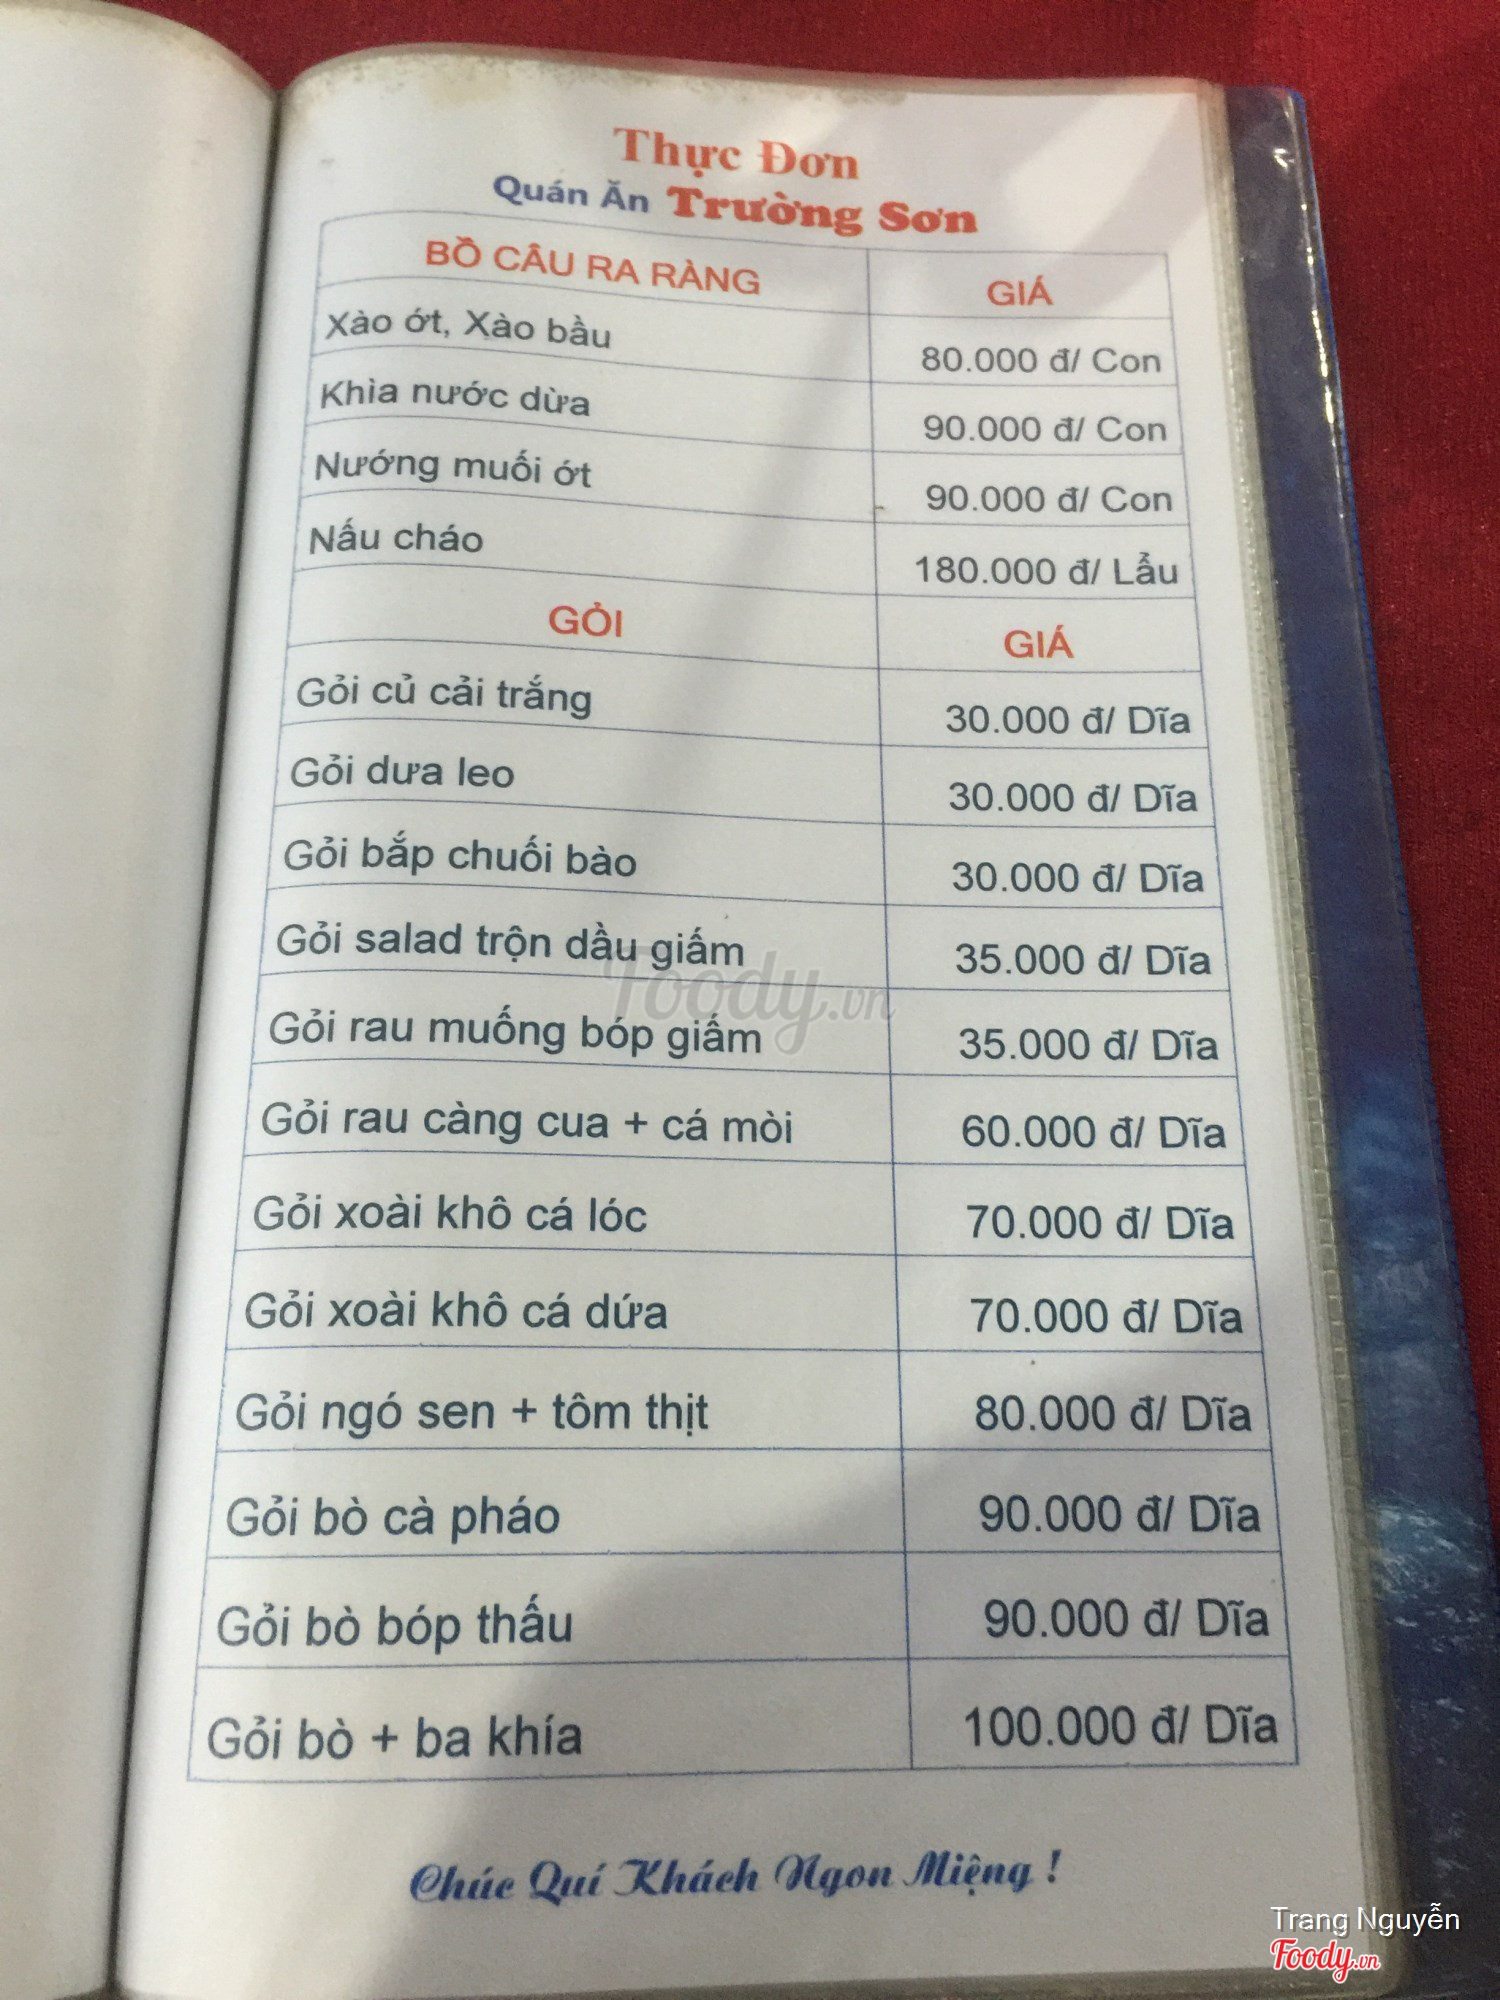 Thực Đơn
Quán Ăn Trường Sơn
BỒ CÂU RA RÀNG GIÁ
Xào ớt, Xào bầu 80.000 đ/ Con
Khìa nước dừa 90.000 đ/ Con
Nướng muối ớt 90.000 đ/ Con
Nấu cháo 180.000 đ/ Lẩu
GỎI GIÁ
Gỏi củ cải trắng 30.000 đ/ Dĩa
Gỏi dưa leo 30.000 đ/ Dĩa
Gỏi bắp chuối bào 30.000 đ/ Dĩa
Gỏi salad trộn dầu giấm 35.000 đ/ Dĩa
Gỏi rau muống bóp giấm 35.000 đ/ Dĩa
Gỏi rau càng cua + cá mòi 60.000 đ/ Dĩa
Gỏi xoài khô cá lóc 70.000 đ/ Dĩa
Gỏi xoài khô cá dứa 70.000 đ/ Dĩa
Gỏi ngó sen + tôm thịt 80.000 đ/ Dĩa
Gỏi bò cà pháo 90.000 đ/ Dĩa
Gỏi bò bóp thấu 90.000 đ/ Dĩa
Gỏi bò + ba khía 100.000 đ/ Dĩa
Chúc Quí Khách Ngon Miệng !
Foody.vn
Trang Nguyễn
Foody.vn